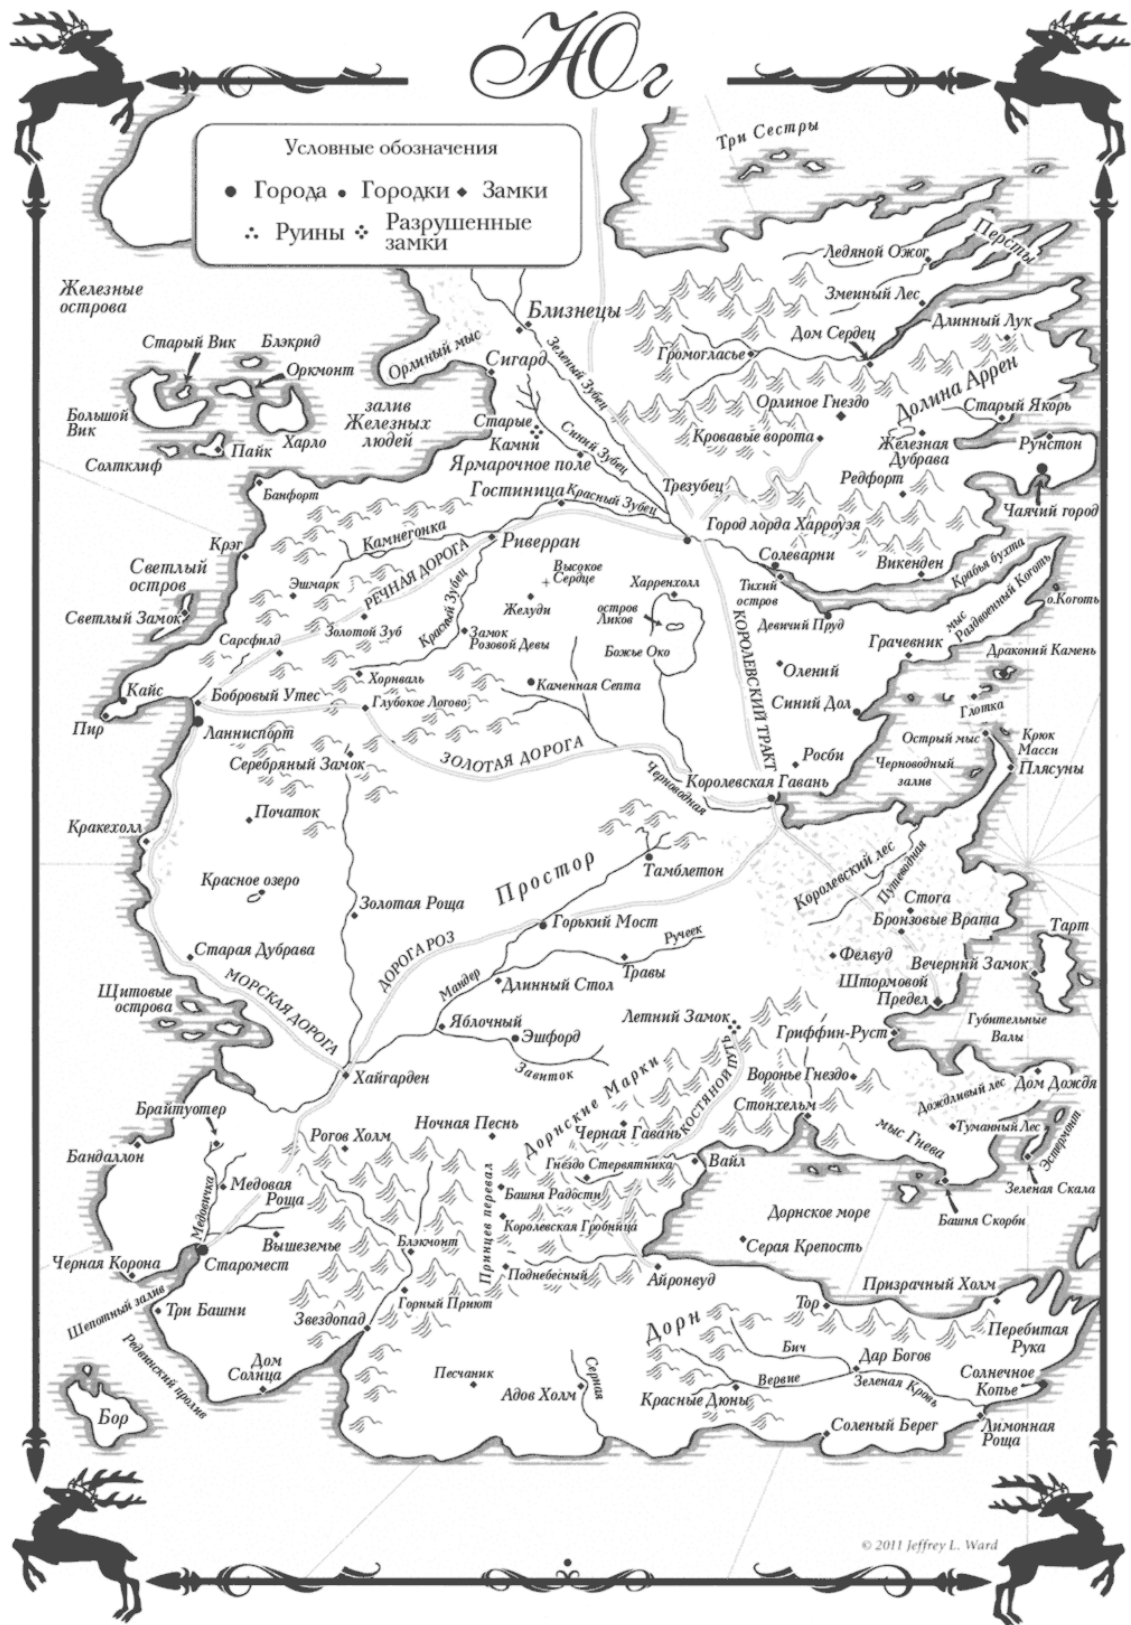 Юг
Условные обозначения
Города Городки Замки
Руины Разрушенные
замки
Три Сестры
Персты
Ледяной Ожог
Змеиный Лес
Длинный Лук
Дом Сердец
Громогласье
Долина Аррен
Орлиное Гнездо
Старый Якорь
Кровавые ворота
Железная
Дубрава
Рунстон
Редфорт
Чаячий город
Железные
острова
Старый Вик
Блэкрид
Оркмонт
Большой
Вик
Харло
Пайк
Солтклиф
залив
Железных
людей
Орлиный мыс
Близнецы
Сигард
Зеленый Зубец
Старые
Камни
Синий Зубец
Ярмарочное поле
Гостиница
Красный Зубец
Трезубец
Город лорда Харроуэя
Банфорт
Камнегонка
Риверран
Крэг
РЕЧНАЯ ДОРОГА
Светлый
остров
Светлый Замок
Эшмарк
Золотой Зуб
Красный Зубец
Сарсфилд
Высокое
Сердце
Желуди
Замок
Розовой Девы
Харренхолл
остров
Ликов
Божье Око
Солеварни
Тихий
остров
Викенден
Крабья бухта
Девичий Пруд
мыс
Раздвоенный Коготь
о.Коготь
Грачевник
Драконий Камень
КОРОЛЕВСКИЙ ТРАКТ
Олений
Синий Дол
Глотка
Острый мыс
Крюк
Масси
Плясуны
Черноводный
залив
Росби
Королевская Гавань
Хорнваль
Каменная Септа
Кайс
Бобровый Утес
Глубокое Логово
Пир
Ланниспорт
Серебряный Замок
ЗОЛОТАЯ ДОРОГА
Черноводная
Початок
Кракехолл
Простор
Тамблетон
Королевский лес
Путеводная
Красное озеро
Золотая Роща
Горький Мост
Стога
Бронзовые Врата
Тарт
Старая Дубрава
ДОРОГА РОЗ
Ручеек
Мандер
Травы
Длинный Стол
Фелвуд
Вечерний Замок
Штормовой
Предел
МОРСКАЯ ДОРОГА
Щитовые
острова
Яблочный
Эшфорд
Завиток
Летний Замок
Гриффин-Руст
Губительные
Валы
Хайгарден
Дорнские Марки
КОСТЯНОЙ ПУТЬ
Воронье Гнездо
Дождливый лес
Дом Дождя
Стонхельм
Брайтуотер
Рогов Холм
Ночная Песнь
Черная Гавань
мыс Гнева
Туманный Лес
Эстермонт
Бандаллон
Гнездо Стервятника
Вайл
Зеленая Скала
Медовая
Роща
Медовичка
Принцев перевал
Башня Радости
Королевская Гробница
Дорнское море
Башня Скорби
Вышеземье
Блэкмонт
Серая Крепость
Черная Корона
Старомест
Поднебесный
Айронвуд
Шепотный залив
Три Башни
Горный Приют
Звездопад
Призрачный Холм
Тор
Дорн
Перебитая
Рука
Редвинский пролив
Дом
Солнца
Песчаник
Серная
Адов Холм
Бич
Дар Богов
Вервие
Зеленая Кровь
Солнечное
Копье
Красные Дюны
Бор
Соленый Берег
Лимонная
Роща
© 2011 Jeffrey L. Ward